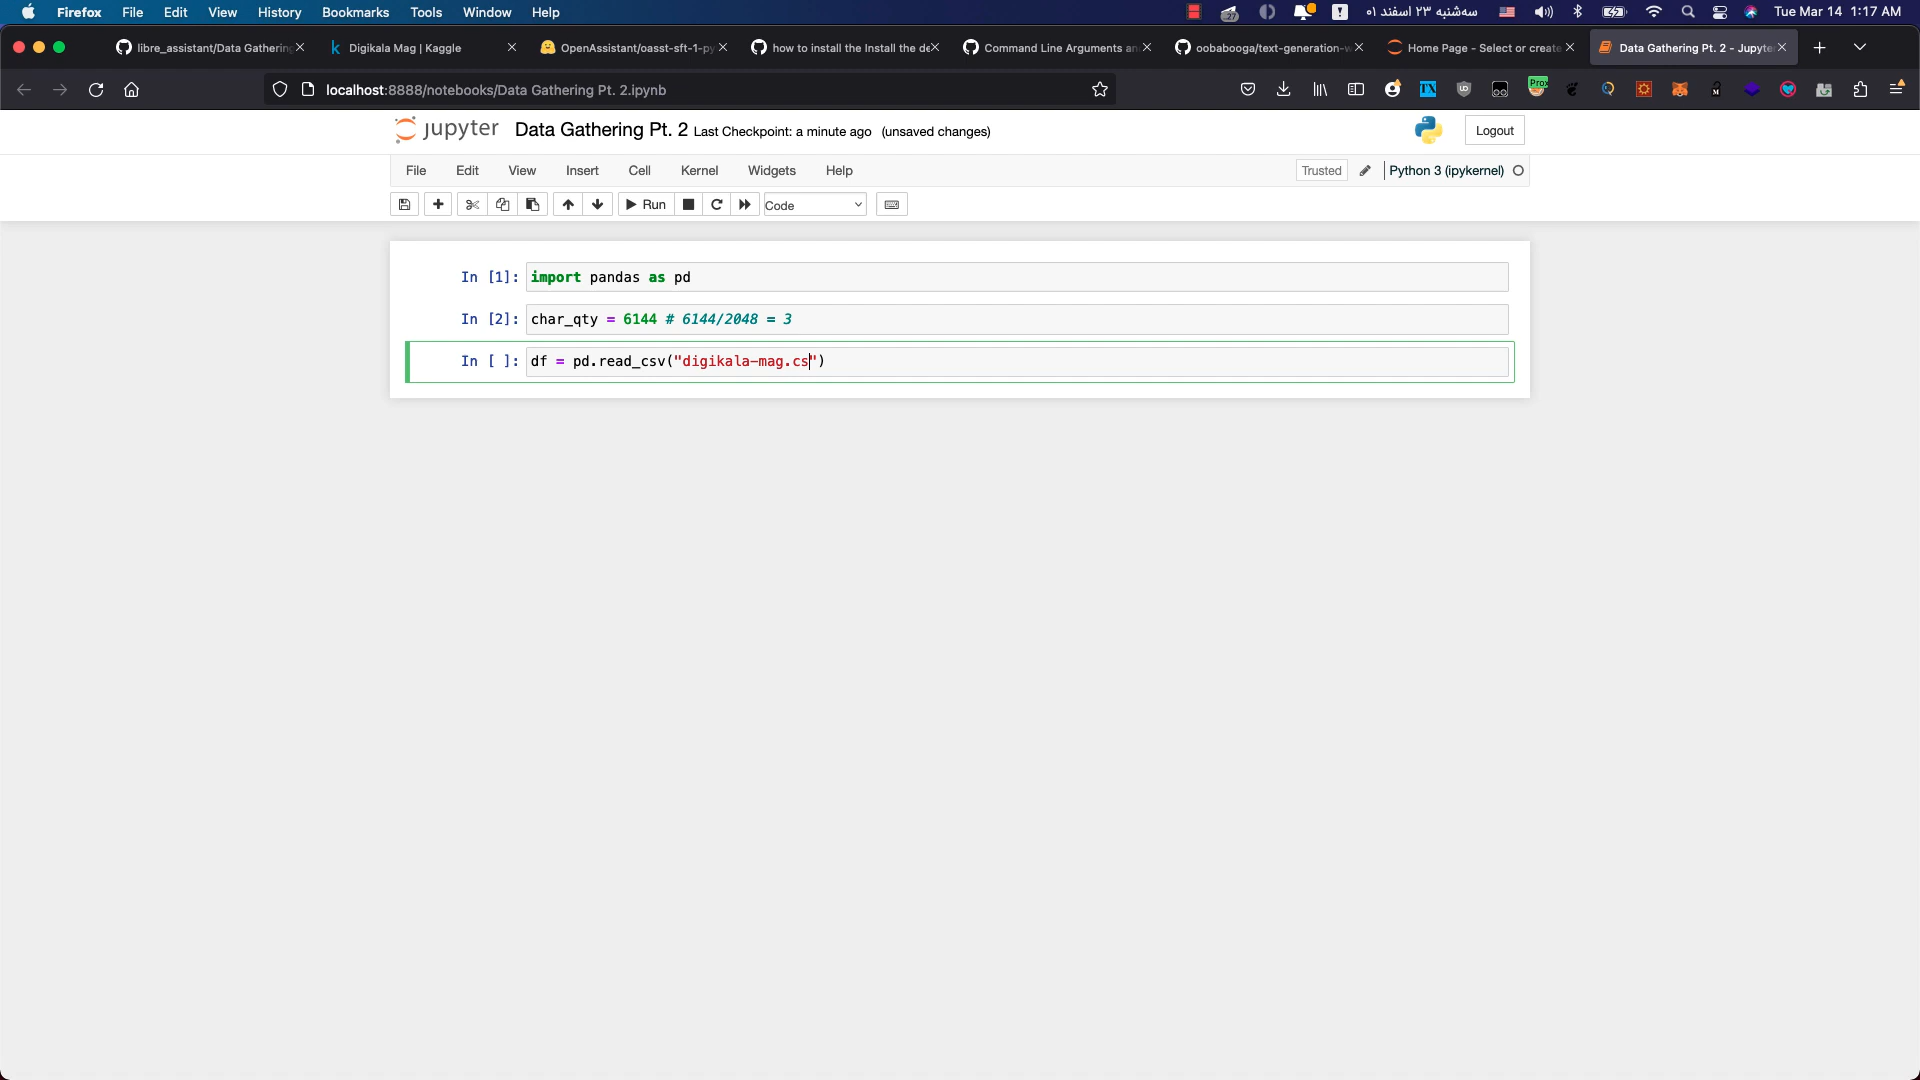 Firefox File Edit View History Bookmarks Tools Window Help سه‌شنبه ۲۳ اسفند ۰۱ Tue Mar 14 1:17 AM
libre_assistant/Data Gathering Digikala Mag | Kaggle OpenAssistant/oasst-sft-1-py how to install the Install the de Command Line Arguments an oobabooga/text-generation-w Home Page - Select or create Data Gathering Pt. 2 - Jupyte
localhost:8888/notebooks/Data Gathering Pt. 2.ipynb
jupyter Data Gathering Pt. 2 Last Checkpoint: a minute ago (unsaved changes) Logout
File Edit View Insert Cell Kernel Widgets Help Trusted Python 3 (ipykernel)
Run Code
In [1]: import pandas as pd
In [2]: char_qty = 6144 # 6144/2048 = 3
In [ ]: df = pd.read_csv("digikala-mag.cs")